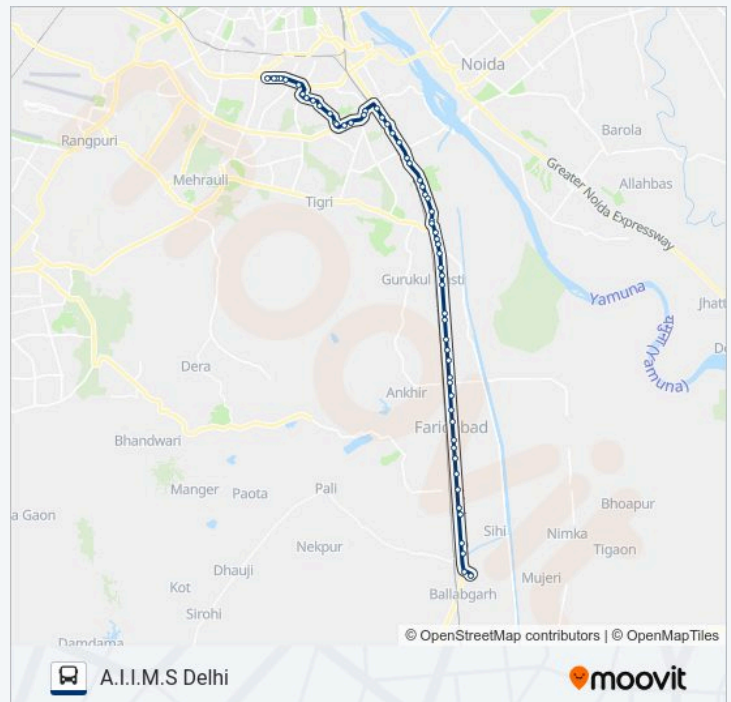 Noida
Rangpuri
Barola
Mehrauli
Allahbas
Tigri
Greater Noida Expressway
Gurukul
sti
Yamuna
Jhatt
यमुना (Yamuna)
D
Dera
Ankhir
Faridabad
Bhandwari
Manger
Paota
Pali
Bhoapur
a Gaon
Sihi
Nimka
Nekpur
Tigaon
Dhauji
Mujeri
Kot
Ballabgarh
Sirohi
Damdama
© OpenStreetMap contributors | © OpenMapTiles
A.I.I.M.S Delhi
moovit